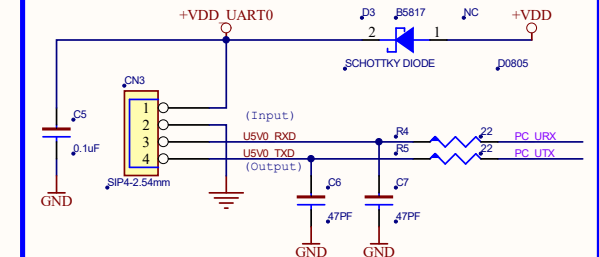 +VDD_UART0
D3 B5817 NC +VDD
2 1
SCHOTTKY DIODE D0805
CN3
1
2
3
4
(Input)
U5V0_RXD
U5V0_TXD
(Output)
SIP4-2.54mm
C5
0.1uF
GND
R4 22 PC_URX
R5 22 PC_UTX
C6 C7
47PF 47PF
GND GND